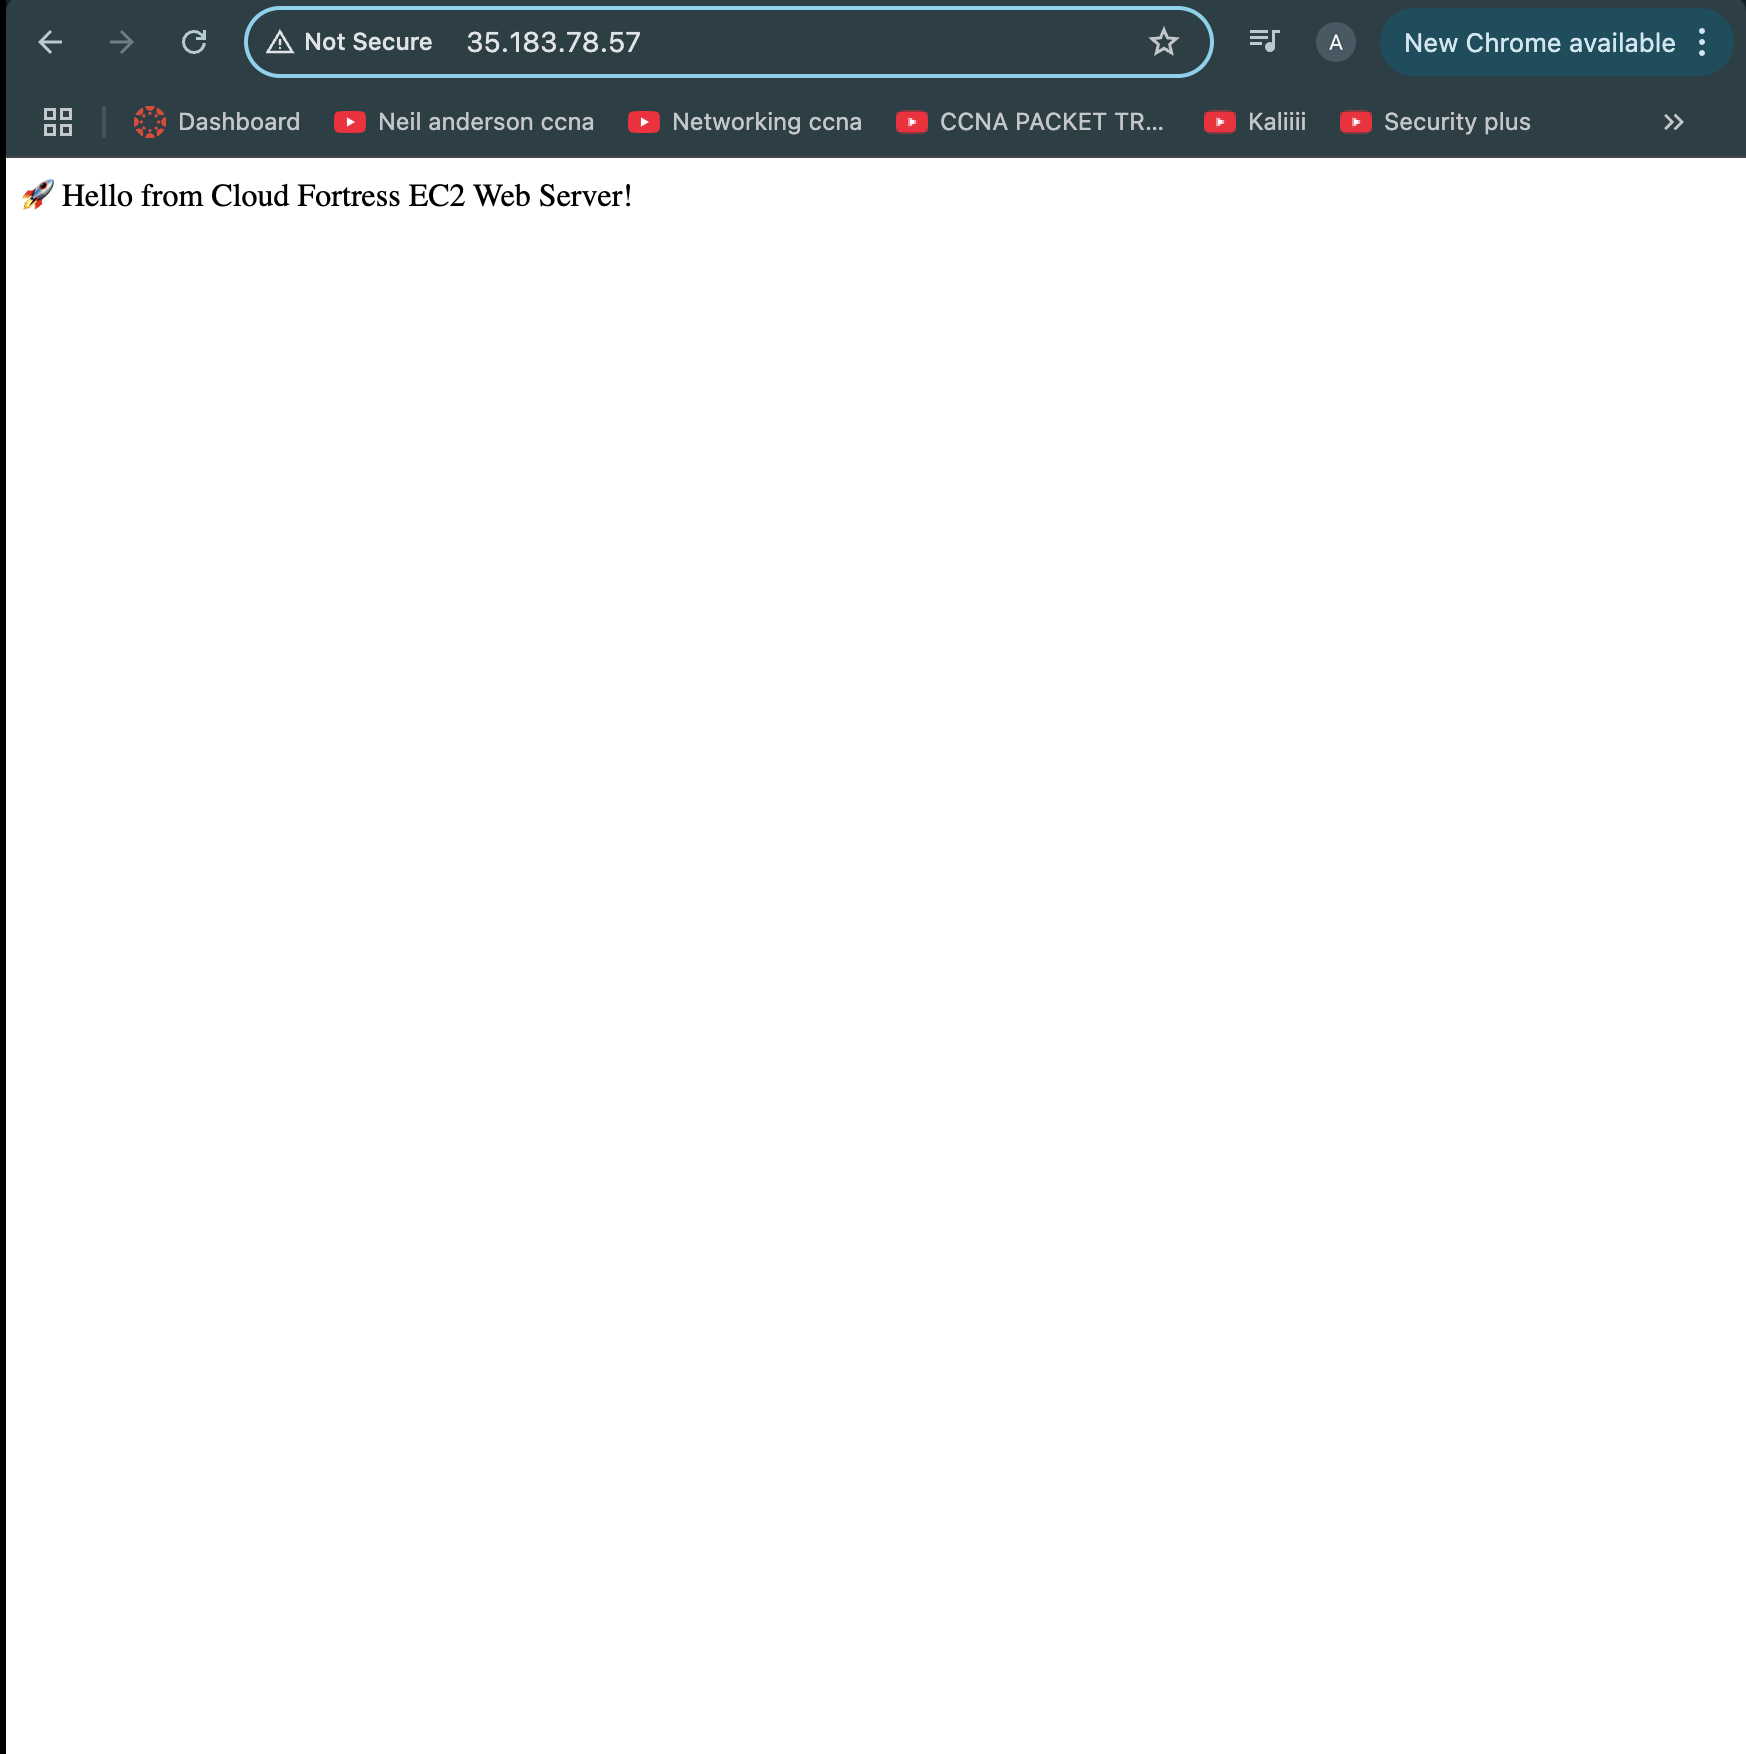 Not Secure 35.183.78.57 A New Chrome available
Dashboard Neil anderson ccna Networking ccna CCNA PACKET TR... Kaliiii Security plus
🚀 Hello from Cloud Fortress EC2 Web Server!